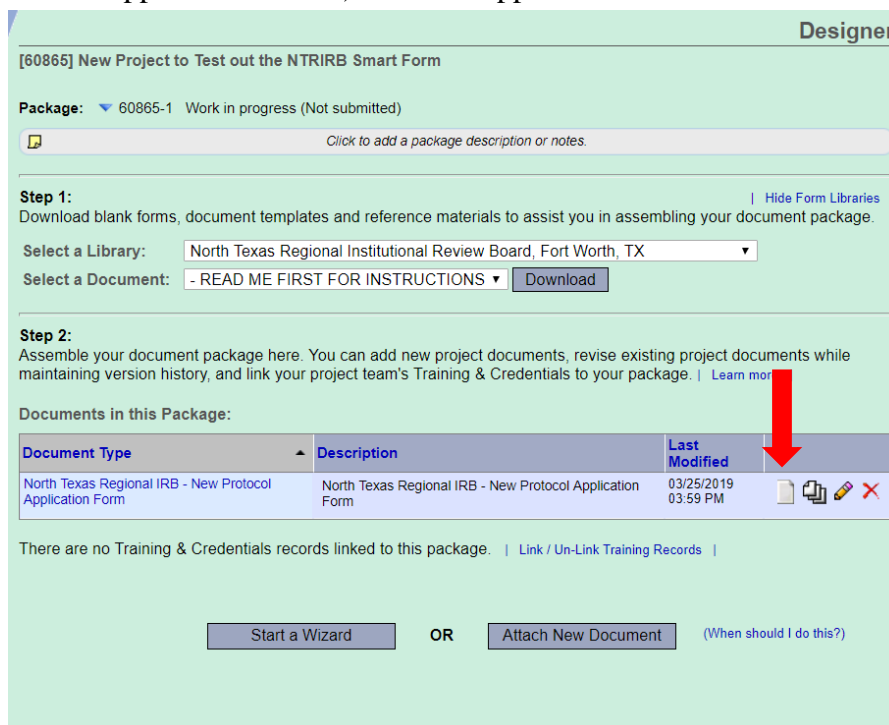 Designer
[60865] New Project to Test out the NTRIRB Smart Form
Package: 60865-1 Work in progress (Not submitted)
Click to add a package description or notes.
Step 1: | Hide Form Libraries
Download blank forms, document templates and reference materials to assist you in assembling your document package.
Select a Library: North Texas Regional Institutional Review Board, Fort Worth, TX
Select a Document: - READ ME FIRST FOR INSTRUCTIONS Download
Step 2:
Assemble your document package here. You can add new project documents, revise existing project documents while
maintaining version history, and link your project team's Training & Credentials to your package. | Learn more
Documents in this Package:
Document Type Description Last Modified
North Texas Regional IRB - New Protocol Application Form North Texas Regional IRB - New Protocol Application Form 03/25/2019 03:59 PM
There are no Training & Credentials records linked to this package. | Link / Un-Link Training Records |
Start a Wizard OR Attach New Document (When should I do this?)